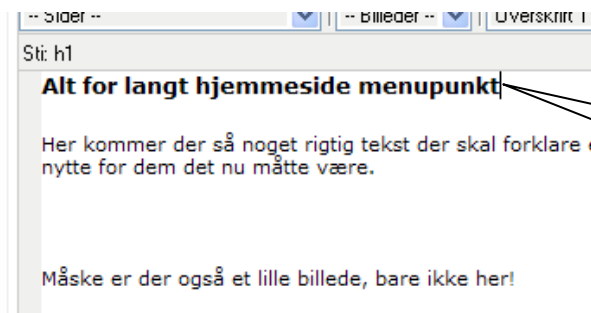 -- Sider -- -- Billeder -- Overskrift 1
Sti: h1
Alt for langt hjemmeside menupunkt
Her kommer der så noget rigtig tekst der skal forklare
nytte for dem det nu måtte være.
Måske er der også et lille billede, bare ikke her!